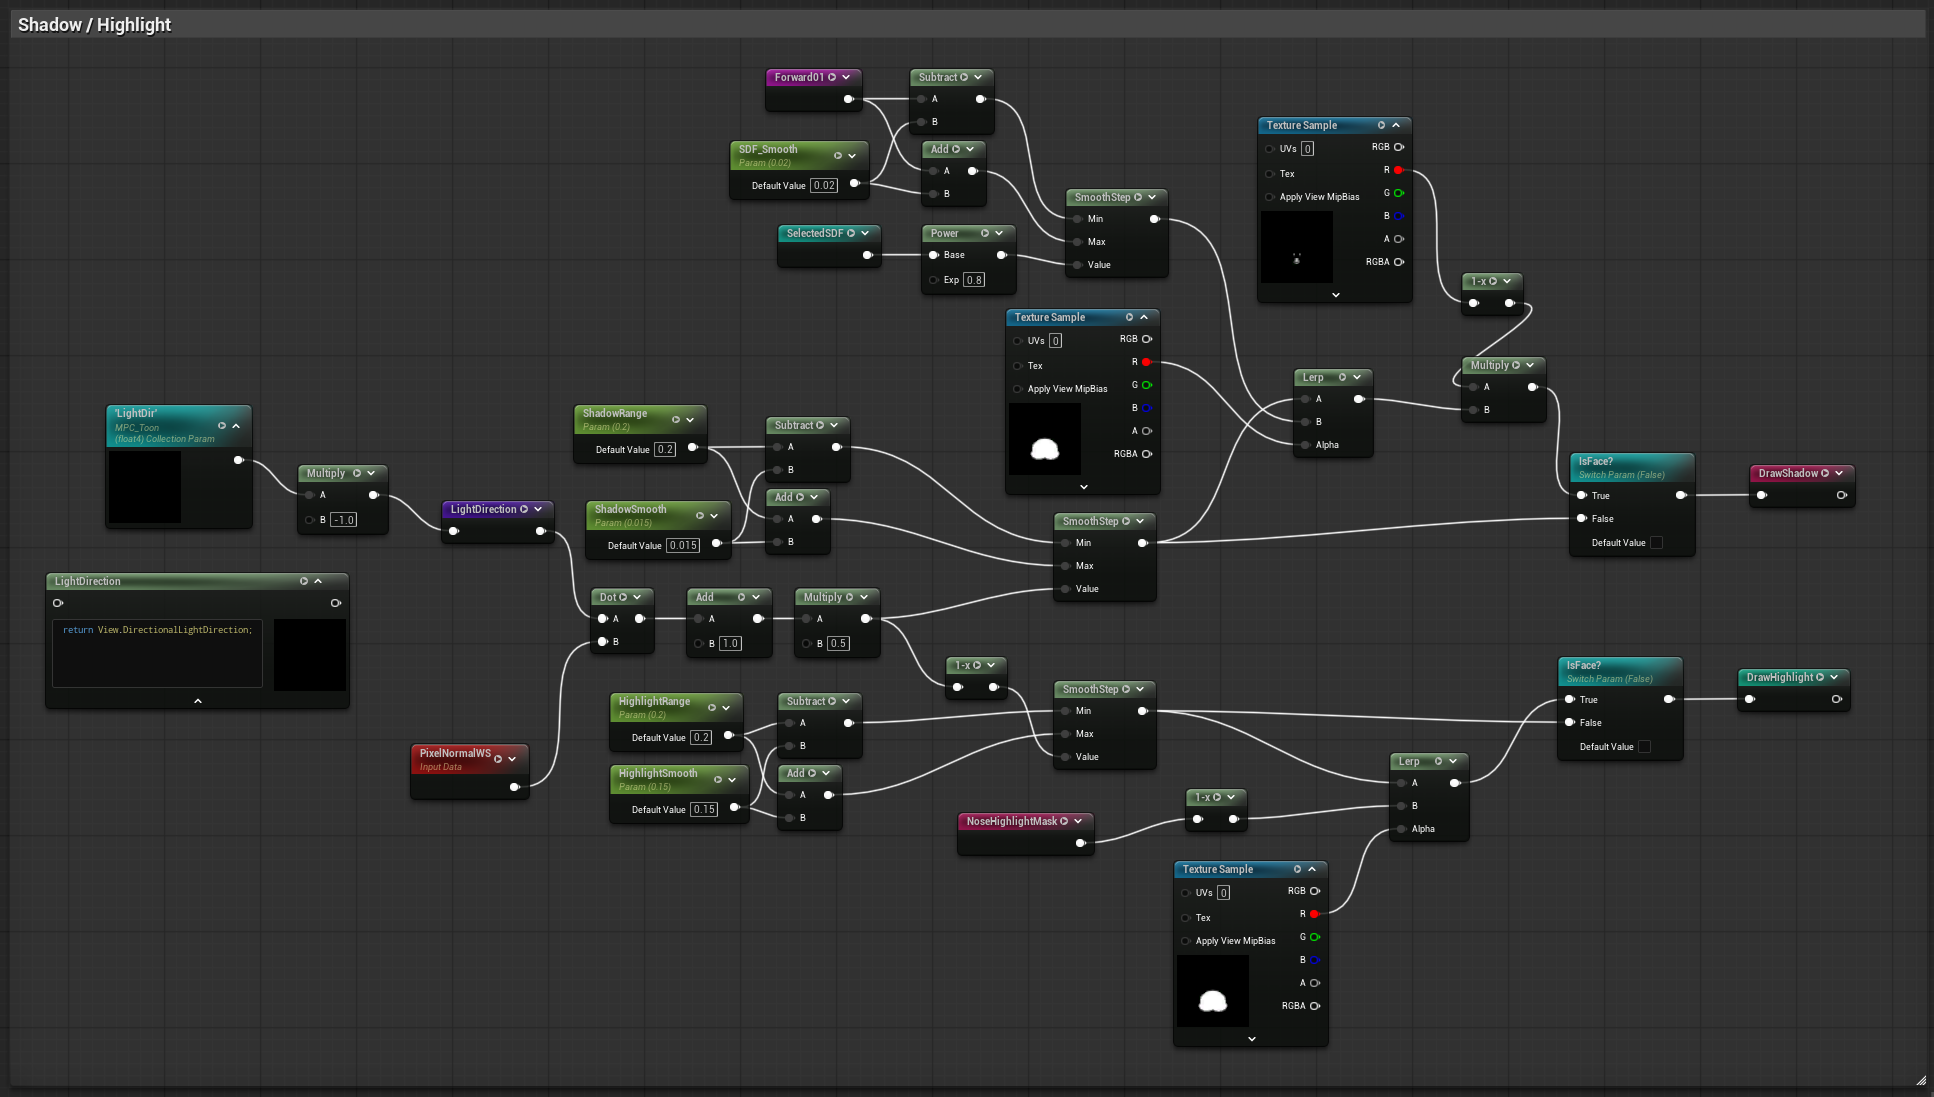 Shadow / Highlight
Forward01
Subtract
A
B
SDF_Smooth
Param (0.02)
Default Value 0.02
Add
A
B
SelectedSDF
Power
Base
Exp 0.8
SmoothStep
Min
Max
Value
Texture Sample
UVs 0
Tex
Apply View MipBias
RGB
R
G
B
A
RGBA
1-x
Multiply
A
B
Texture Sample
UVs 0
Tex
Apply View MipBias
RGB
R
G
B
A
RGBA
Lerp
A
B
Alpha
'LightDir'
MPC_Toon
(float4) Collection Param
Multiply
A
B -1.0
LightDirection
ShadowRange
Param (0.2)
Default Value 0.2
Subtract
A
B
ShadowSmooth
Param (0.015)
Default Value 0.015
Add
A
B
SmoothStep
Min
Max
Value
IsFace?
Switch Param (False)
True
False
Default Value
DrawShadow
LightDirection
return View.DirectionalLightDirection;
Dot
A
B
Add
A
B 1.0
Multiply
A
B 0.5
1-x
PixelNormalWS
Input Data
HighlightRange
Param (0.2)
Default Value 0.2
Subtract
A
B
HighlightSmooth
Param (0.15)
Default Value 0.15
Add
A
B
SmoothStep
Min
Max
Value
IsFace?
Switch Param (False)
True
False
Default Value
DrawHighlight
NoseHighlightMask
1-x
Lerp
A
B
Alpha
Texture Sample
UVs 0
Tex
Apply View MipBias
RGB
R
G
B
A
RGBA